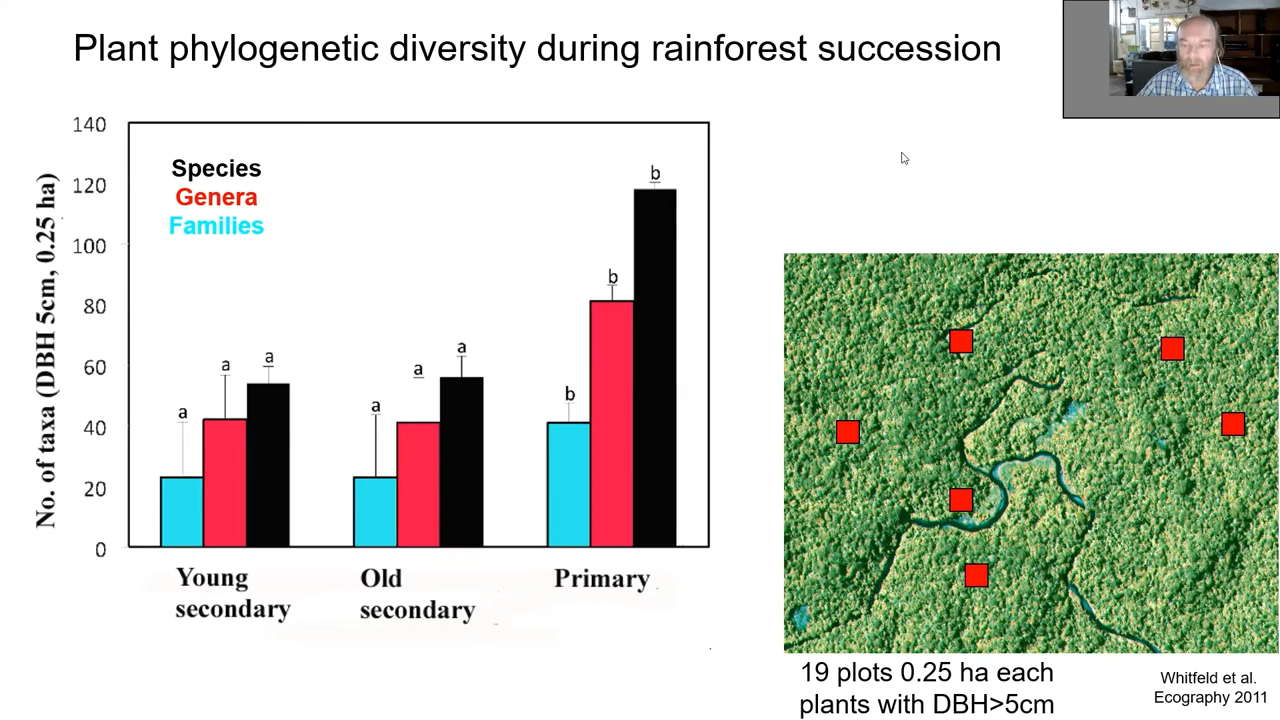 Plant phylogenetic diversity during rainforest succession
No. of taxa (DBH 5cm, 0.25 ha)
140
120
100
80
60
40
20
0
Species
Genera
Families
a
a
a
a
a
a
b
b
b
Young
secondary
Old
secondary
Primary
19 plots 0.25 ha each
plants with DBH>5cm
Whitfeld et al.
Ecography 2011